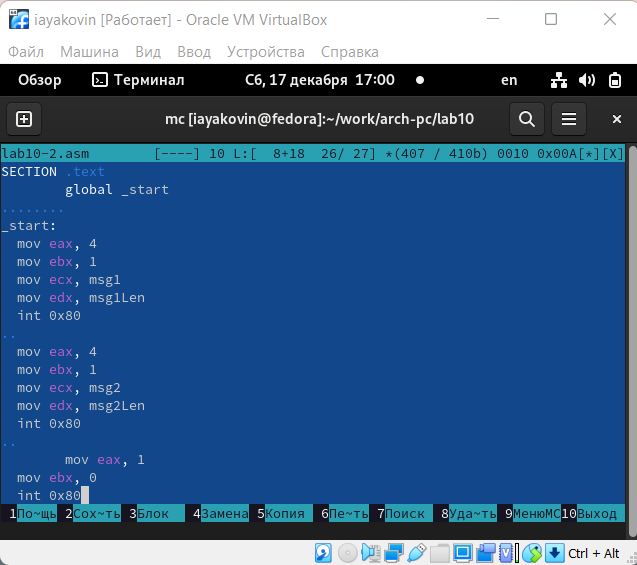 iayakovin [Работает] - Oracle VM VirtualBox
Файл Машина Вид Ввод Устройства Справка
Обзор Терминал Сб, 17 декабря 17:00 en
mc [iayakovin@fedora]:~/work/arch-pc/lab10
lab10-2.asm [----] 10 L:[ 8+18 26/ 27] *(407 / 410b) 0010 0x00A[*][X]
SECTION .text
global _start
........
_start:
mov eax, 4
mov ebx, 1
mov ecx, msg1
mov edx, msg1Len
int 0x80
..
mov eax, 4
mov ebx, 1
mov ecx, msg2
mov edx, msg2Len
int 0x80
..
mov eax, 1
mov ebx, 0
int 0x80
1По~щь 2Сох~ть 3Блок 4Замена 5Копия 6Пе~ть 7Поиск 8Уда~ть 9МенюМС 10Выход
Ctrl + Alt